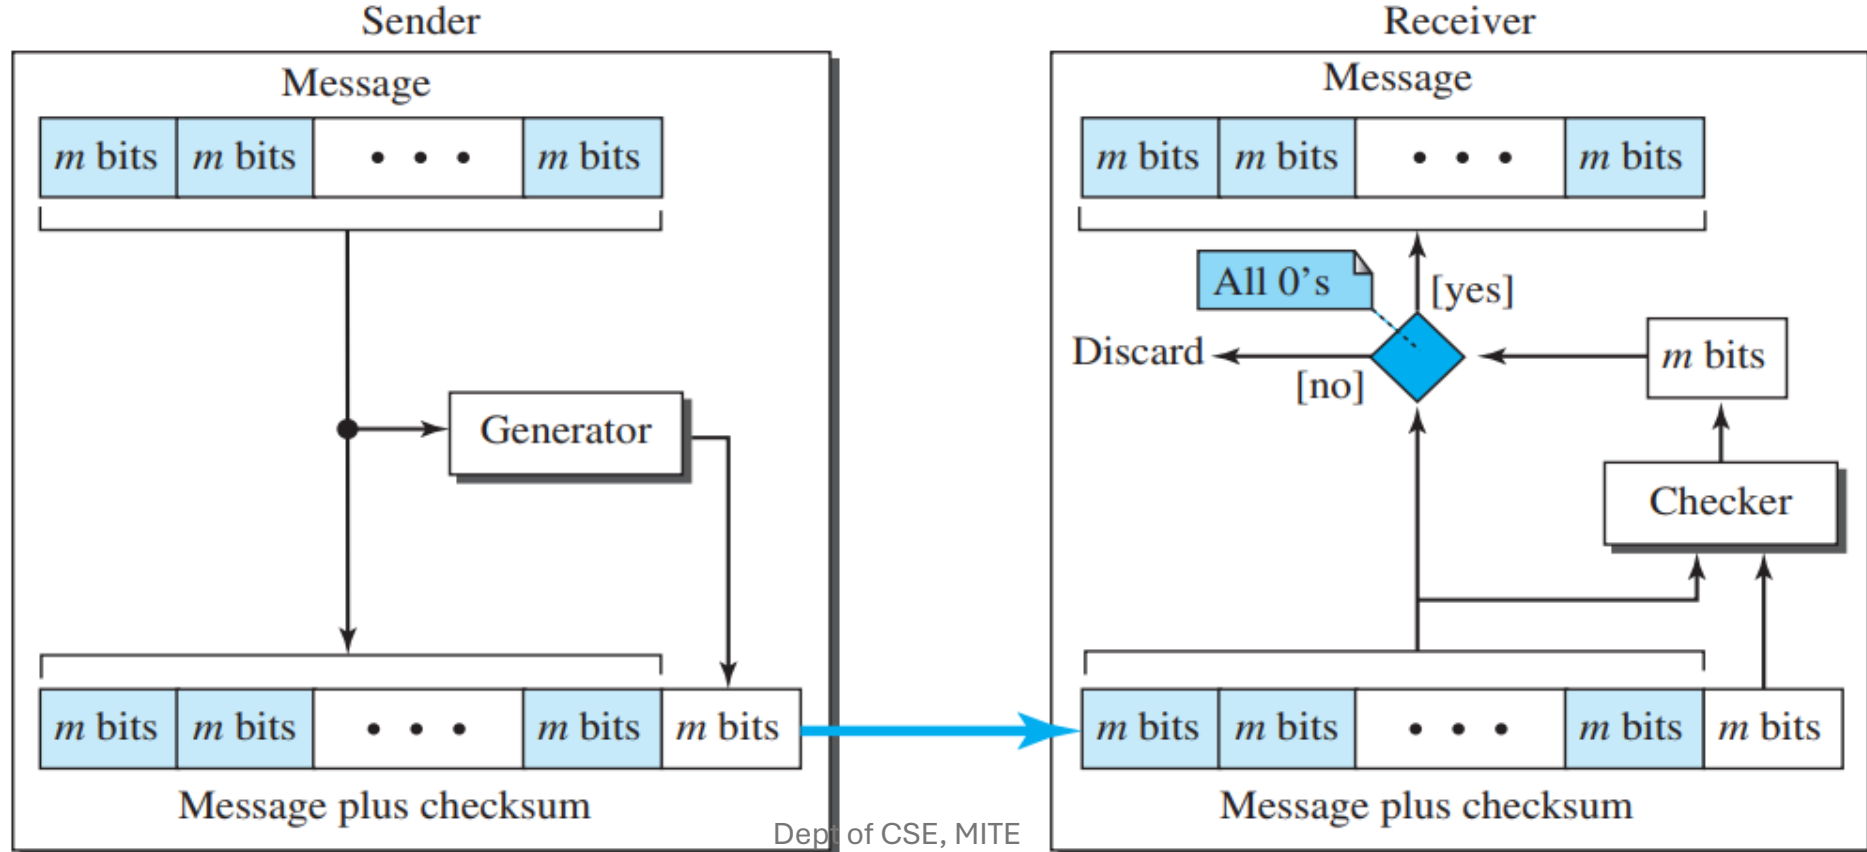 Sender
Message
m bits m bits • • • m bits
Generator
m bits m bits • • • m bits m bits
Message plus checksum
Receiver
Message
m bits m bits • • • m bits
All 0’s
[yes]
Discard
[no]
m bits
Checker
m bits m bits • • • m bits m bits
Message plus checksum
Dept of CSE, MITE